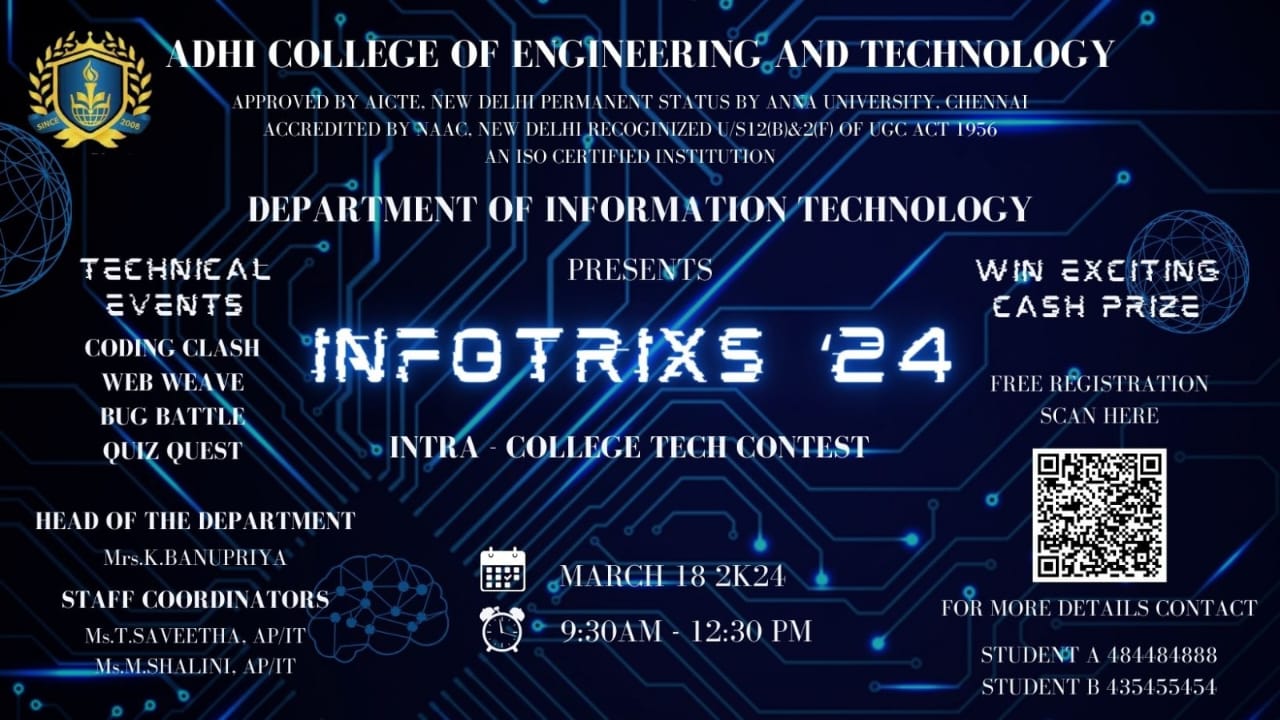 ADHI COLLEGE OF ENGINEERING AND TECHNOLOGY
APPROVED BY AICTE, NEW DELHI PERMANENT STATUS BY ANNA UNIVERSITY, CHENNAI
ACCREDITED BY NAAC, NEW DELHI RECOGINIZED U/S12(B)&2(F) OF UGC ACT 1956
AN ISO CERTIFIED INSTITUTION
SINCE 2008
DEPARTMENT OF INFORMATION TECHNOLOGY
PRESENTS
INFOTRIXS '24
INTRA - COLLEGE TECH CONTEST
TECHNICAL
EVENTS
CODING CLASH
WEB WEAVE
BUG BATTLE
QUIZ QUEST
HEAD OF THE DEPARTMENT
Mrs.K.BANUPRIYA
STAFF COORDINATORS
Ms.T.SAVEETHA, AP/IT
Ms.M.SHALINI, AP/IT
MARCH 18 2K24
9:30AM - 12:30 PM
WIN EXCITING
CASH PRIZE
FREE REGISTRATION
SCAN HERE
FOR MORE DETAILS CONTACT
STUDENT A 484484888
STUDENT B 435455454